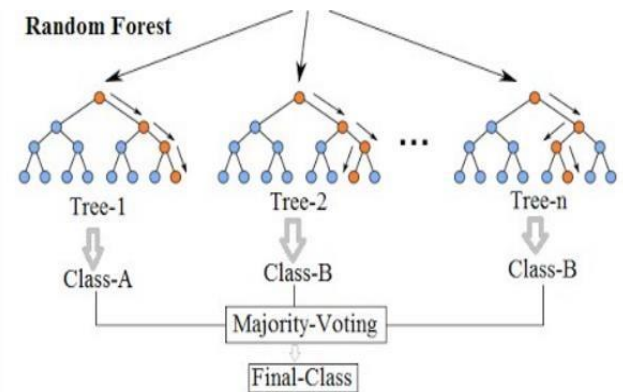 Random Forest
...
Tree-1
Tree-2
Tree-n
Class-A
Class-B
Class-B
Majority-Voting
Final-Class